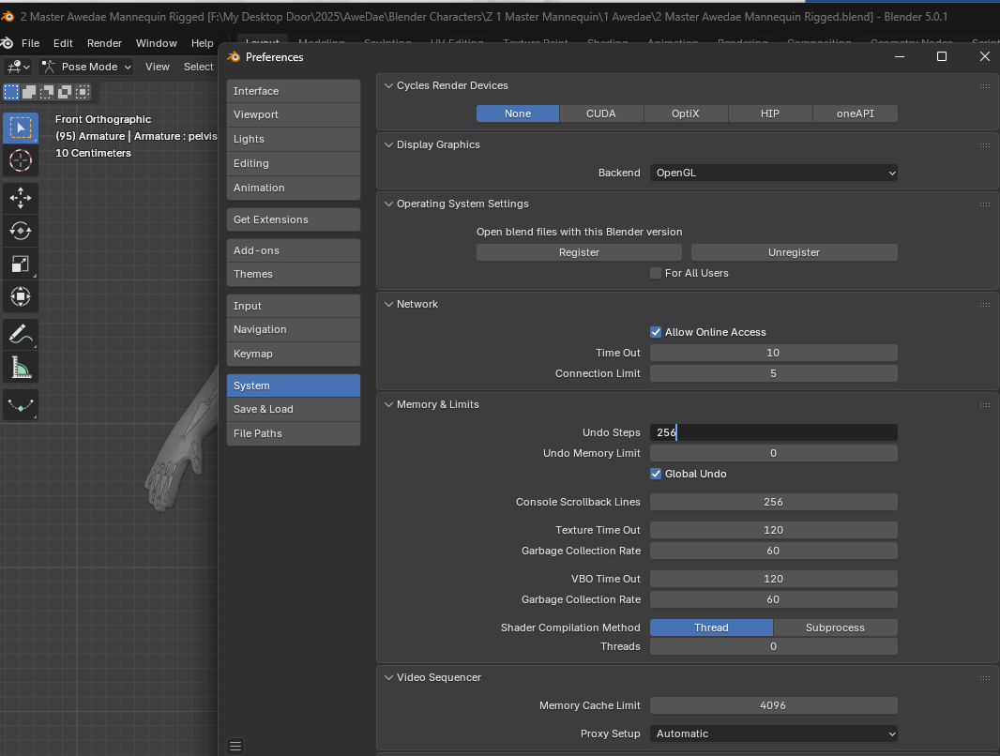 2 Master Awedae Mannequin Rigged [F:\My Desktop Door\2025\AweDae\Blender Characters\Z 1 Master Mannequin\1 Awedae\2 Master Awedae Mannequin Rigged.blend] - Blender 5.0.1
File Edit Render Window Help
Pose Mode View Select
Preferences
Front Orthographic
(95) Armature | Armature : pelvis
10 Centimeters
Interface
Viewport
Lights
Editing
Animation
Get Extensions
Add-ons
Themes
Input
Navigation
Keymap
System
Save & Load
File Paths
Cycles Render Devices
None CUDA OptiX HIP oneAPI
Display Graphics
Backend OpenGL
Operating System Settings
Open blend files with this Blender version
Register Unregister
For All Users
Network
Allow Online Access
Time Out 10
Connection Limit 5
Memory & Limits
Undo Steps 256
Undo Memory Limit 0
Global Undo
Console Scrollback Lines 256
Texture Time Out 120
Garbage Collection Rate 60
VBO Time Out 120
Garbage Collection Rate 60
Shader Compilation Method Thread Subprocess
Threads 0
Video Sequencer
Memory Cache Limit 4096
Proxy Setup Automatic